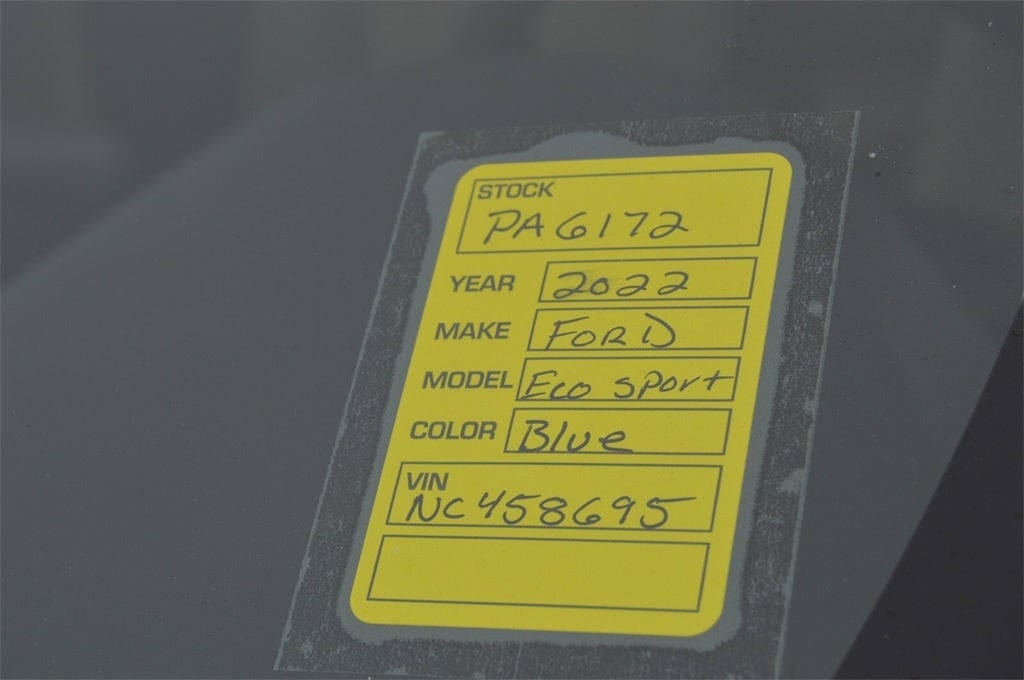 STOCK
PA6172
YEAR 2022
MAKE FORD
MODEL Eco Sport
COLOR Blue
VIN
NC458695